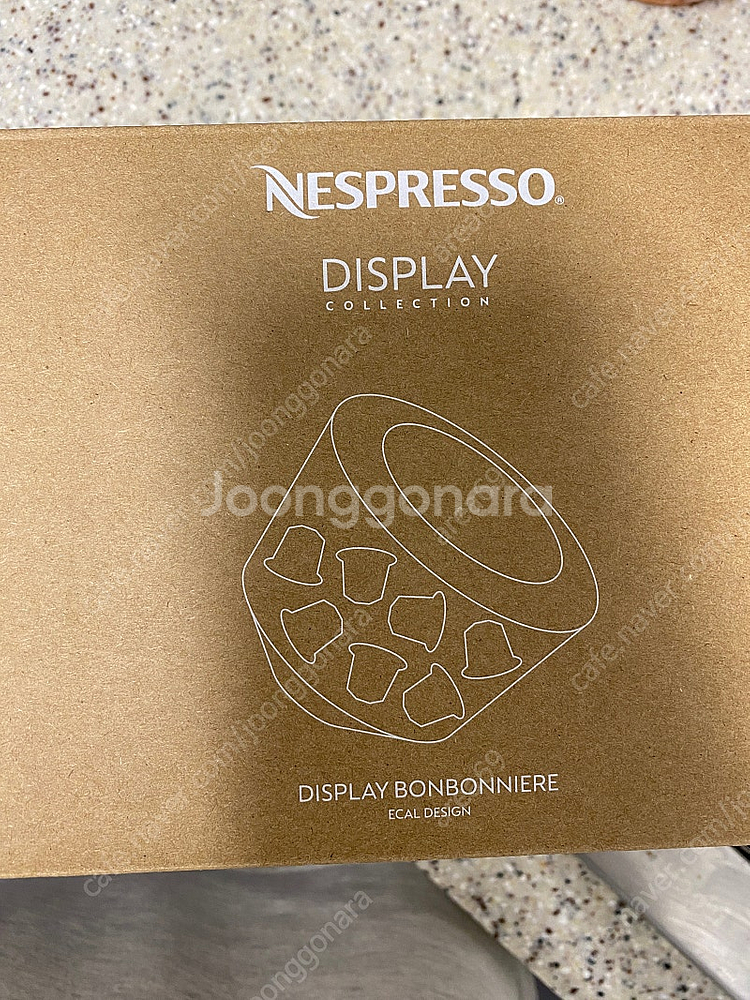 NESPRESSO®
DISPLAY
COLLECTION
Joonggonara
DISPLAY BONBONNIERE
ECAL DESIGN